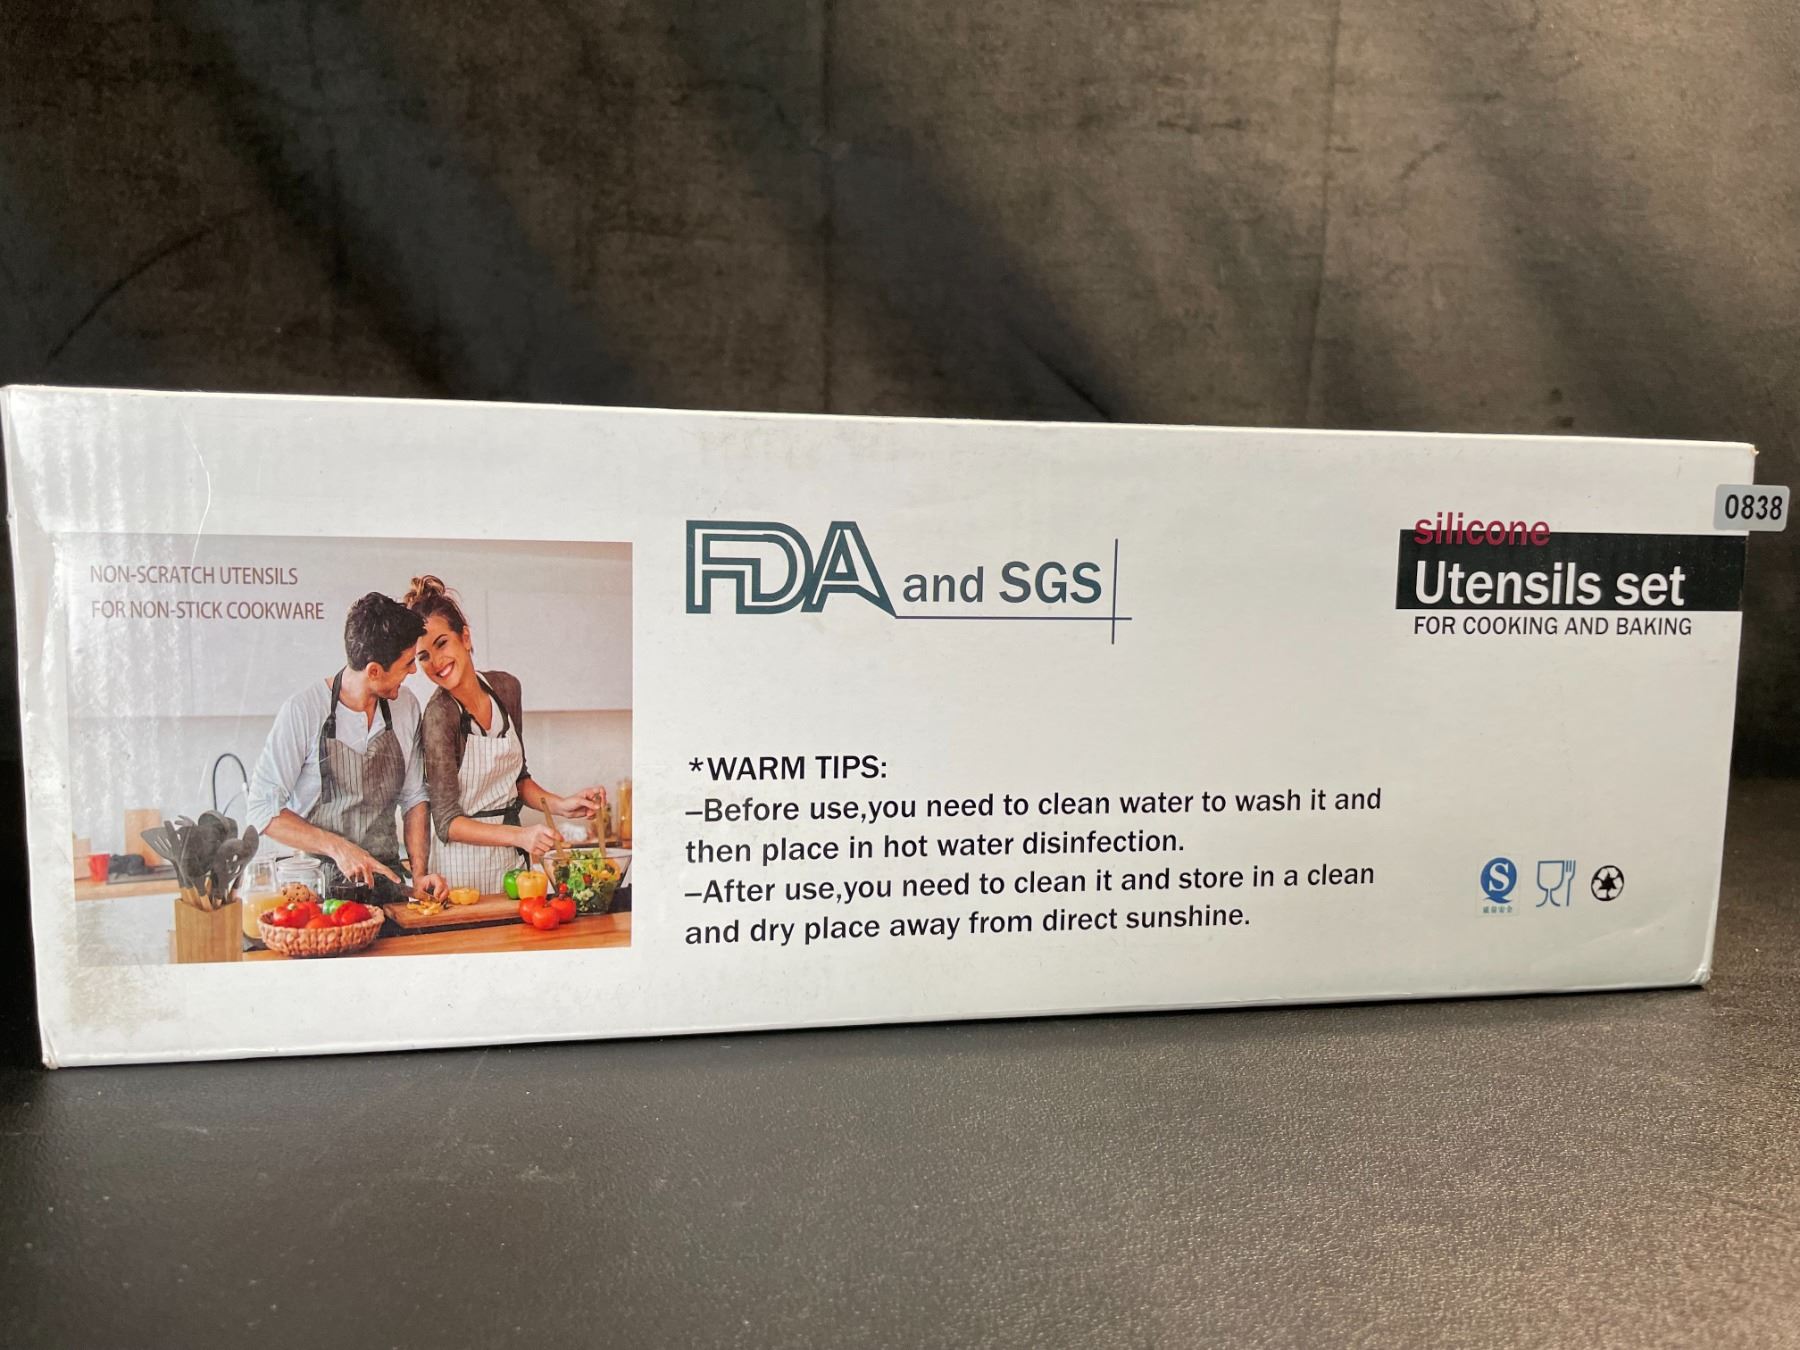 NON-SCRATCH UTENSILS
FOR NON-STICK COOKWARE
FDA and SGS
*WARM TIPS:
–Before use,you need to clean water to wash it and
then place in hot water disinfection.
–After use,you need to clean it and store in a clean
and dry place away from direct sunshine.
0838
silicone
Utensils set
FOR COOKING AND BAKING
S